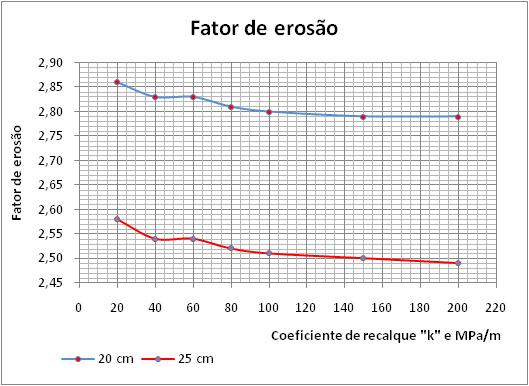 Fator de erosão
2,90
2,85
2,80
2,75
2,70
2,65
2,60
2,55
2,50
2,45
Fator de erosão
0 20 40 60 80 100 120 140 160 180 200 220
Coeficiente de recalque "k" e MPa/m
20 cm 25 cm